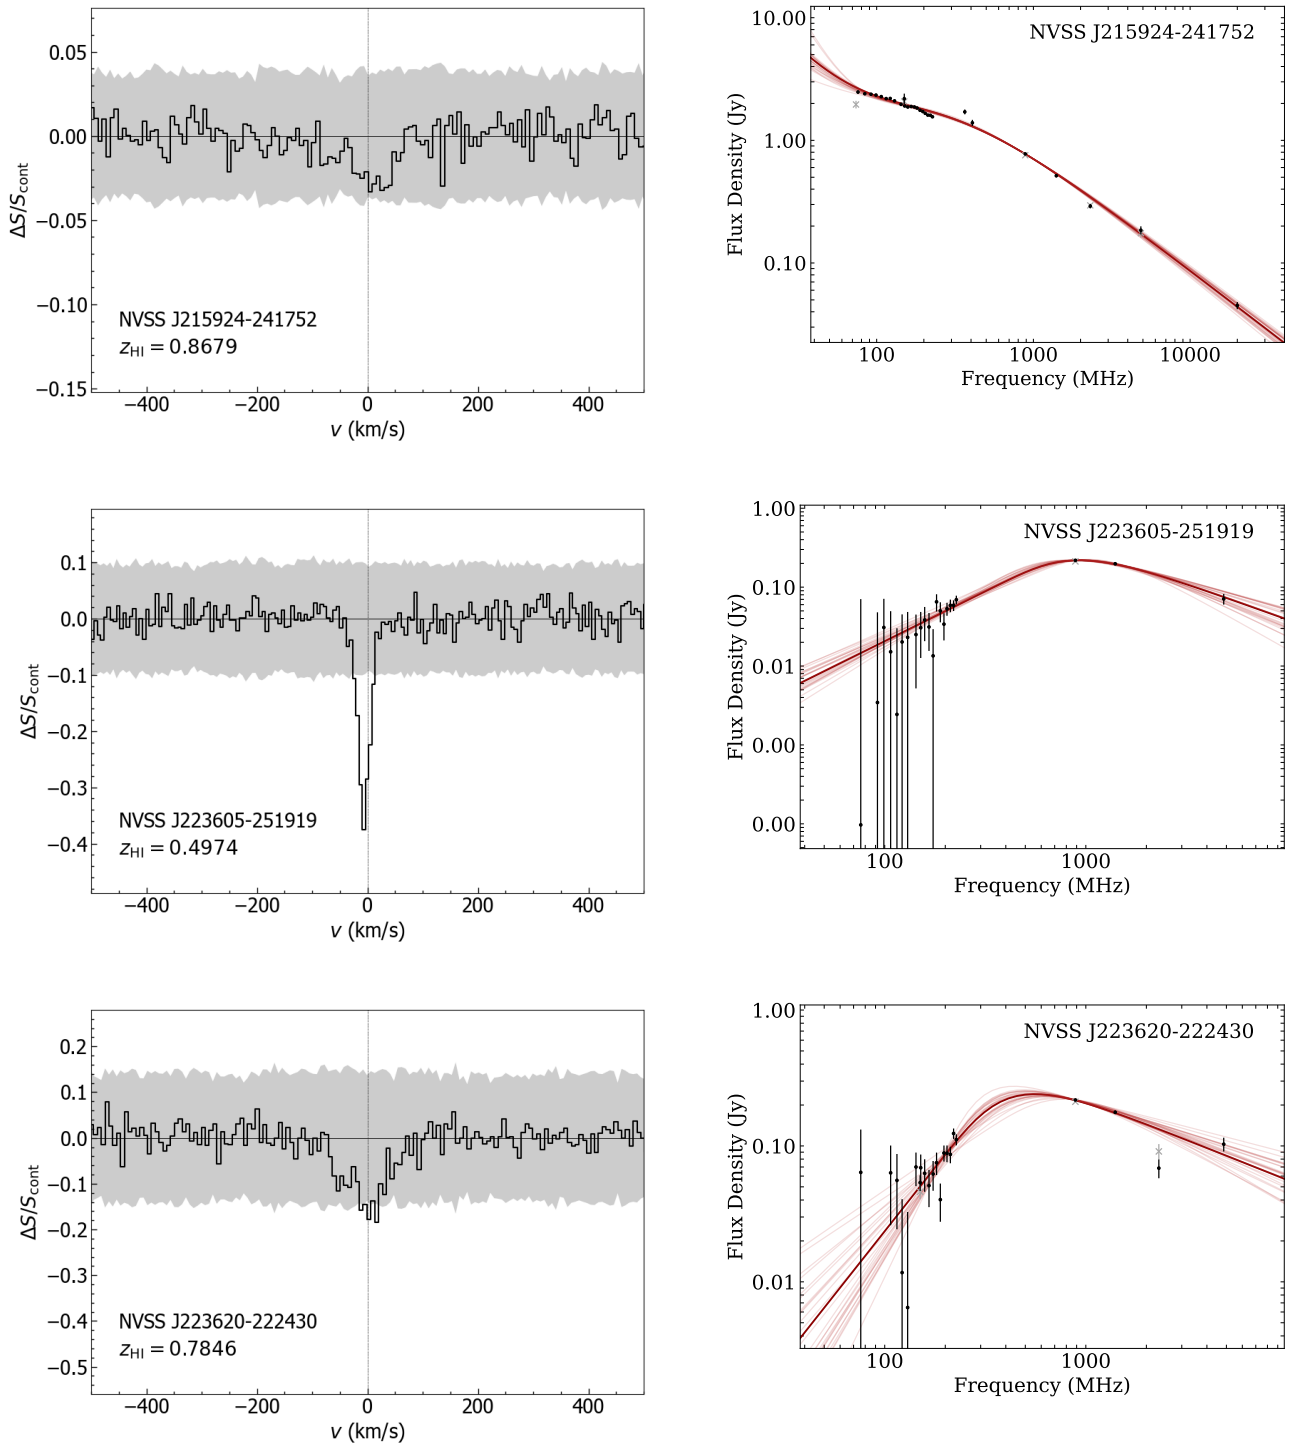 0.05
0.00
−0.05
−0.10
−0.15
ΔS/S_cont
NVSS J215924-241752
z_HI = 0.8679
−400 −200 0 200 400
v (km/s)
10.00
1.00
0.10
Flux Density (Jy)
NVSS J215924-241752
100 1000 10000
Frequency (MHz)
0.1
0.0
−0.1
−0.2
−0.3
−0.4
ΔS/S_cont
NVSS J223605-251919
z_HI = 0.4974
−400 −200 0 200 400
v (km/s)
1.00
0.10
0.01
0.00
0.00
Flux Density (Jy)
NVSS J223605-251919
100 1000
Frequency (MHz)
0.2
0.1
0.0
−0.1
−0.2
−0.3
−0.4
−0.5
ΔS/S_cont
NVSS J223620-222430
z_HI = 0.7846
−400 −200 0 200 400
v (km/s)
1.00
0.10
0.01
Flux Density (Jy)
NVSS J223620-222430
100 1000
Frequency (MHz)